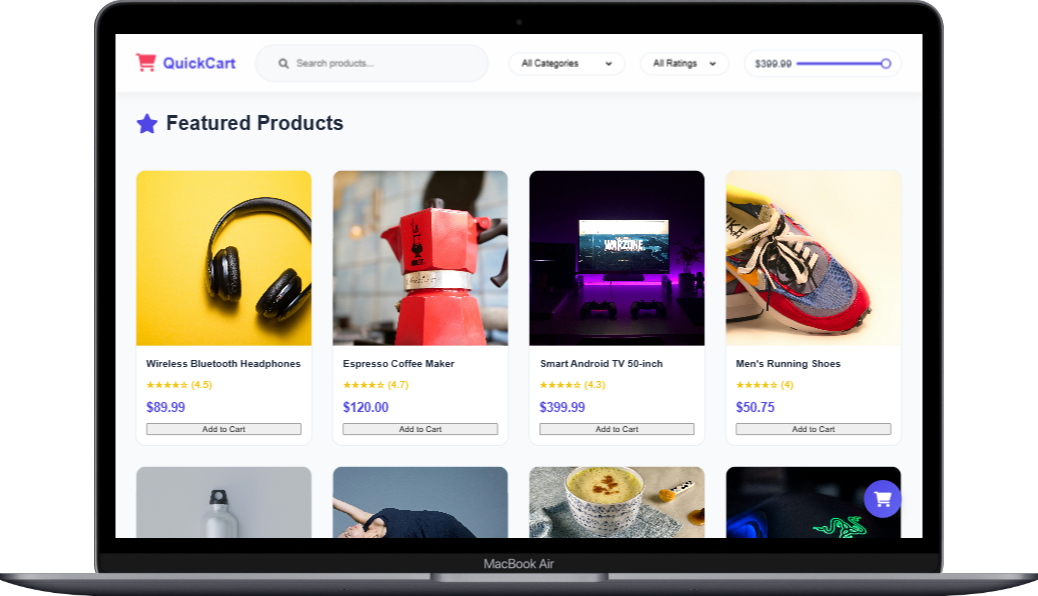 QuickCart
Search products...
All Categories
All Ratings
$399.99
Featured Products
WARZONE
Wireless Bluetooth Headphones
★★★★☆ (4.5)
$89.99
Add to Cart
Espresso Coffee Maker
★★★★☆ (4.7)
$120.00
Add to Cart
Smart Android TV 50-inch
★★★★☆ (4.3)
$399.99
Add to Cart
Men's Running Shoes
★★★★☆ (4)
$50.75
Add to Cart
MacBook Air